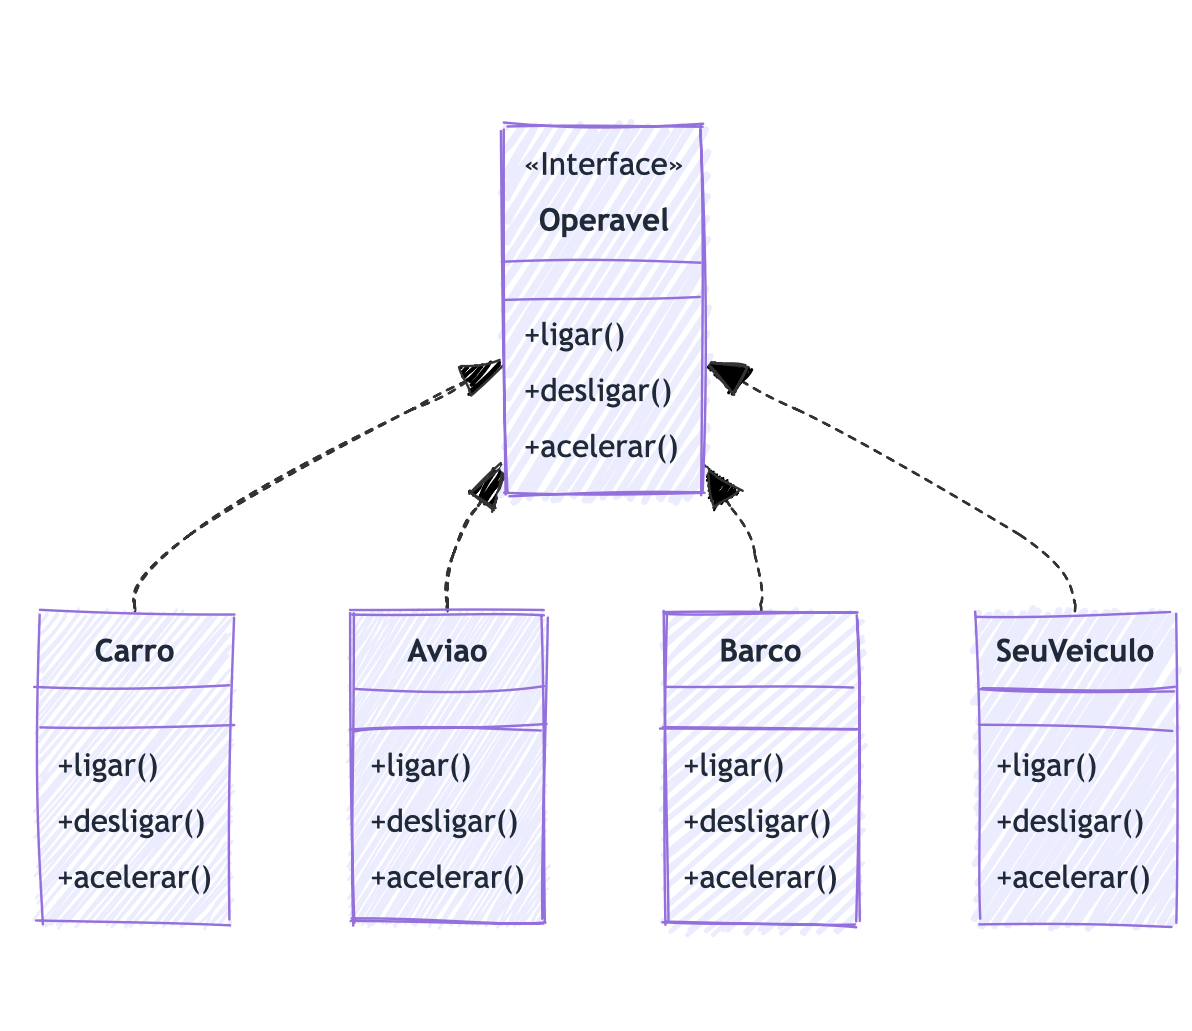 «Interface»
Operavel
+ligar()
+desligar()
+acelerar()
Carro
+ligar()
+desligar()
+acelerar()
Aviao
+ligar()
+desligar()
+acelerar()
Barco
+ligar()
+desligar()
+acelerar()
SeuVeiculo
+ligar()
+desligar()
+acelerar()